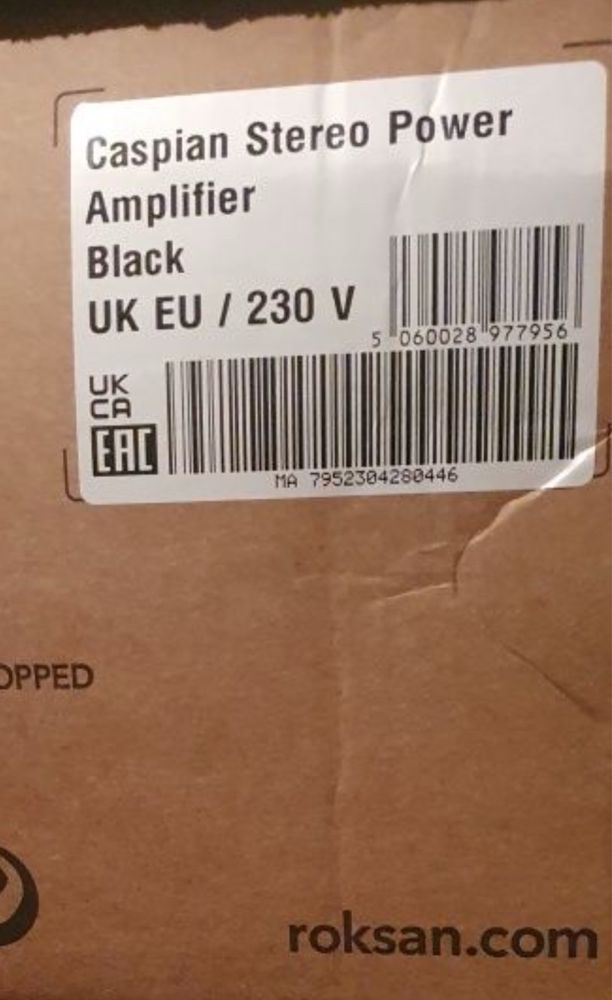 Caspian Stereo Power
Amplifier
Black
UK EU / 230 V
5 060028 977956
UK
CA
EAC
MA 7952304280446
OPPED
roksan.com